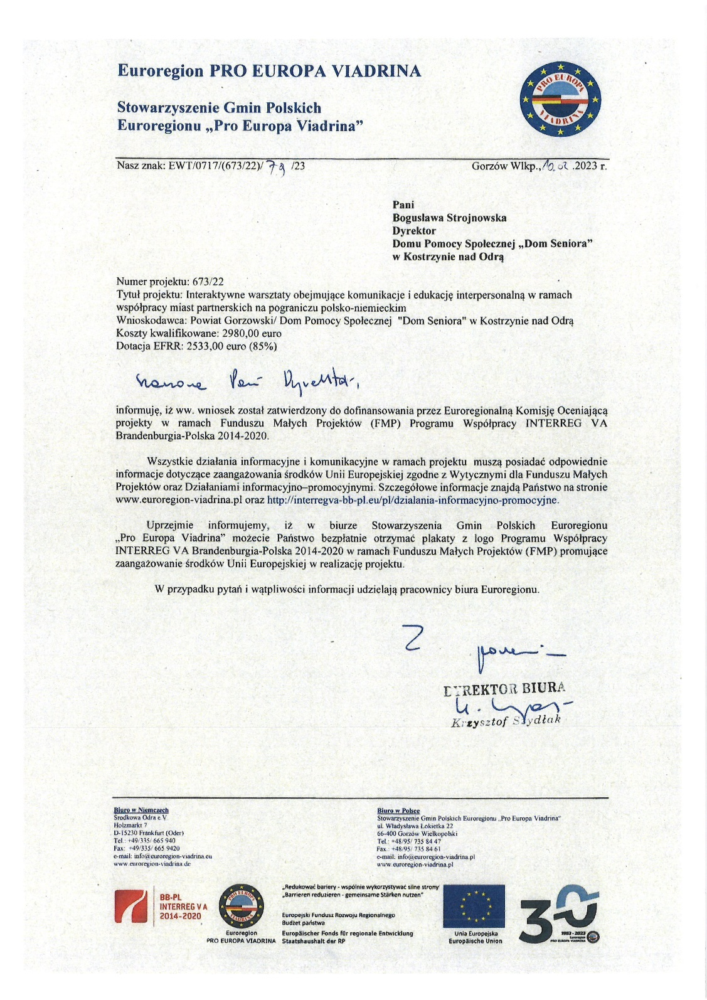 Euroregion PRO EUROPA VIADRINA
PRO EUROPA
VIADRINA
Stowarzyszenie Gmin Polskich
Euroregionu „Pro Europa Viadrina”
Nasz znak: EWT/0717/(673/22)/ 79 /23
Gorzów Wlkp., 10.02 .2023 r.
Pani
Bogusława Strojnowska
Dyrektor
Domu Pomocy Społecznej „Dom Seniora”
w Kostrzynie nad Odrą
Numer projektu: 673/22
Tytuł projektu: Interaktywne warsztaty obejmujące komunikacje i edukację interpersonalną w ramach
współpracy miast partnerskich na pograniczu polsko-niemieckim
Wnioskodawca: Powiat Gorzowski/ Dom Pomocy Społecznej "Dom Seniora" w Kostrzynie nad Odrą
Koszty kwalifikowane: 2980,00 euro
Dotacja EFRR: 2533,00 euro (85%)
Szanowna Pani Dyrektor,
informuję, iż ww. wniosek został zatwierdzony do dofinansowania przez Euroregionalną Komisję Oceniającą
projekty w ramach Funduszu Małych Projektów (FMP) Programu Współpracy INTERREG VA
Brandenburgia-Polska 2014-2020.
Wszystkie działania informacyjne i komunikacyjne w ramach projektu muszą posiadać odpowiednie
informacje dotyczące zaangażowania środków Unii Europejskiej zgodne z Wytycznymi dla Funduszu Małych
Projektów oraz Działaniami informacyjno–promocyjnymi. Szczegółowe informacje znajdą Państwo na stronie
www.euroregion-viadrina.pl oraz http://interregva-bb-pl.eu/pl/dzialania-informacyjno-promocyjne.
Uprzejmie informujemy, iż w biurze Stowarzyszenia Gmin Polskich Euroregionu
„Pro Europa Viadrina” możecie Państwo bezpłatnie otrzymać plakaty z logo Programu Współpracy
INTERREG VA Brandenburgia-Polska 2014-2020 w ramach Funduszu Małych Projektów (FMP) promujące
zaangażowanie środków Unii Europejskiej w realizację projektu.
W przypadku pytań i wątpliwości informacji udzielają pracownicy biura Euroregionu.
Z
DYREKTOR BIURA
Krzysztof Szydłak
Biuro w Niemczech
Środkowa Odra e.V
Holzmarkt 7
D-15230 Frankfurt (Oder)
Tel.: +49/335/ 665 940
Fax: +49/335/ 665 9420
e-mail: info@euroregion-viadrina.eu
www.euroregion-viadrina.de
Biuro w Polsce
Stowarzyszenie Gmin Polskich Euroregionu „Pro Europa Viadrina”
ul. Władysława Łokietka 22
66-400 Gorzów Wielkopolski
Tel.: +48/95/ 735 84 47
Fax.: +48/95/ 735 84 61
e-mail: info@euroregion-viadrina.pl
www.euroregion-viadrina.pl
BB-PL
INTERREG V A
2014-2020
PRO EUROPA
VIADRINA
Euroregion
PRO EUROPA VIADRINA
„Redukować bariery - wspólnie wykorzystywać silne strony
„Barrieren reduzieren - gemeinsame Stärken nutzen”
Europejski Fundusz Rozwoju Regionalnego
Budżet państwa
Europäischer Fonds für regionale Entwicklung
Staatshaushalt der RP
Unia Europejska
Europäische Union
30
1993 - 2023
Euroregion
PRO EUROPA VIADRINA